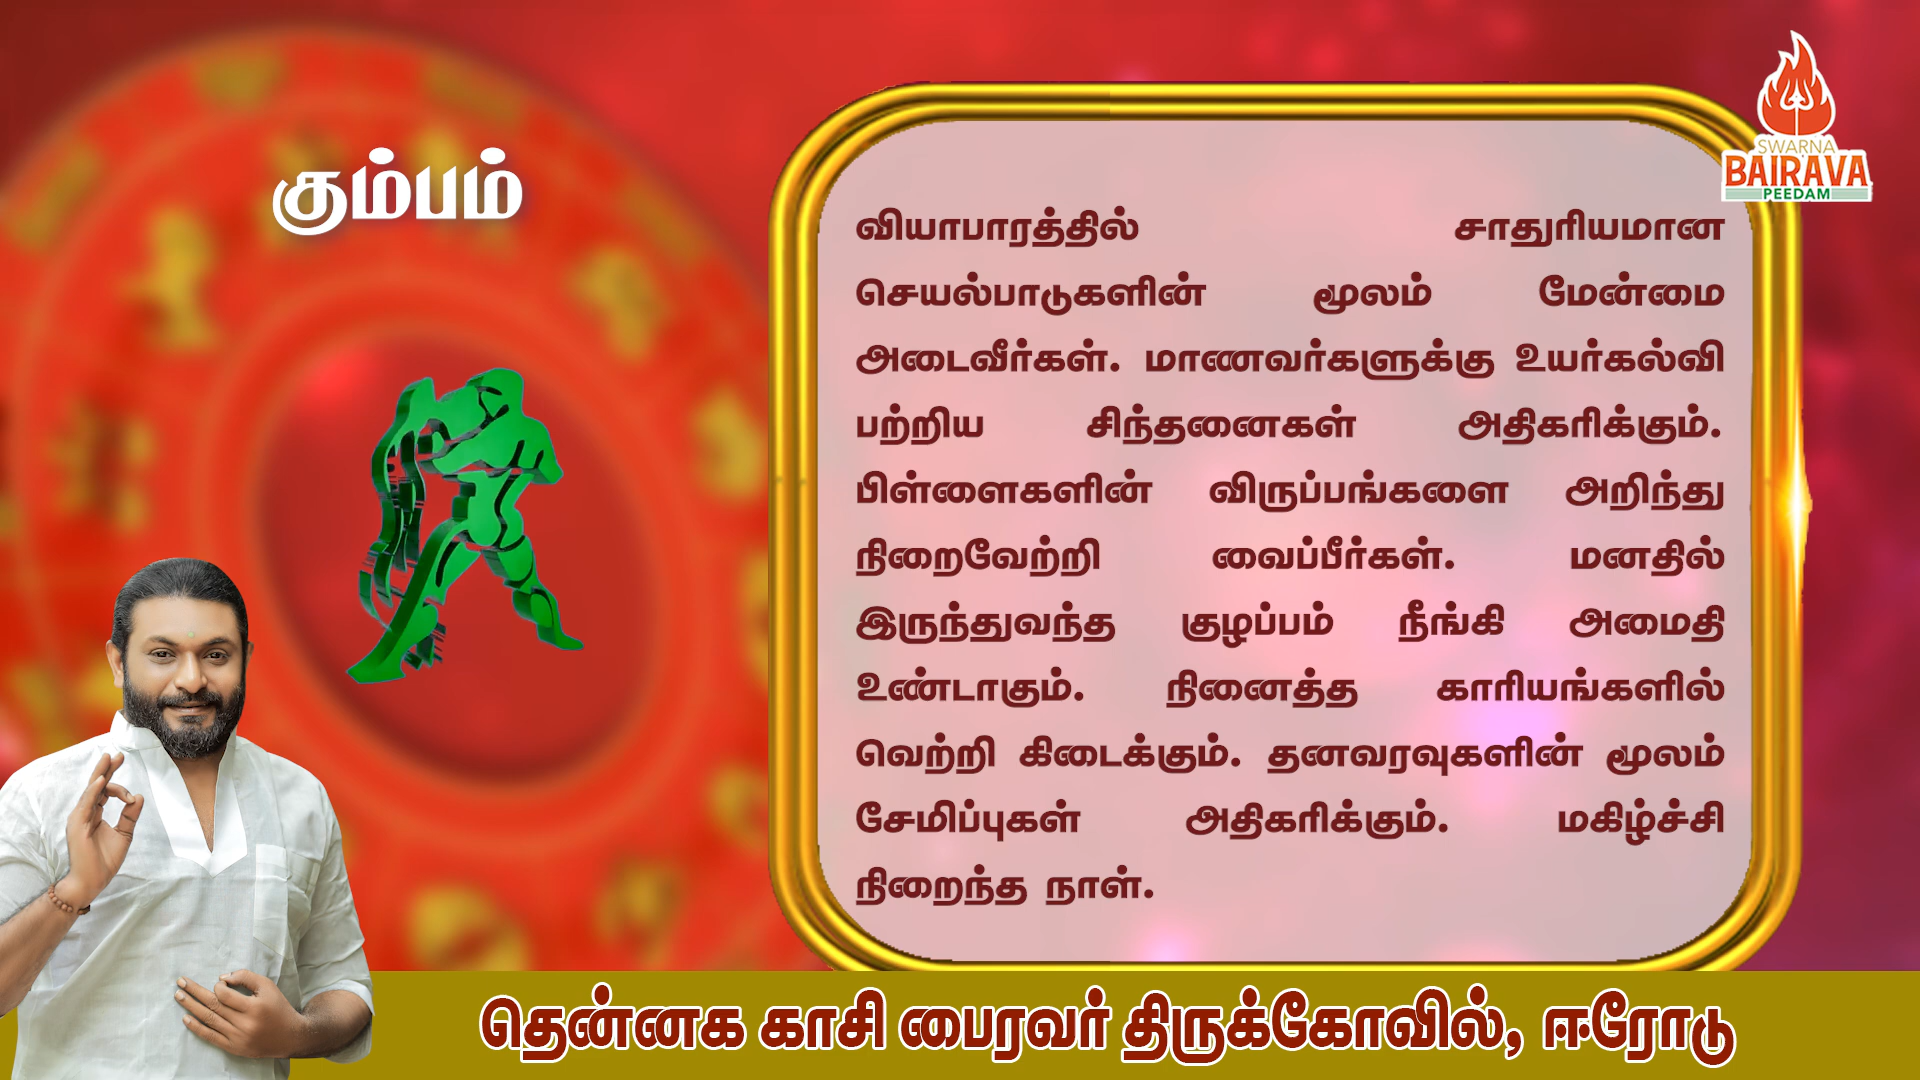 கும்பம்
SWARNA
BAIRAVA
PEEDAM
வியாபாரத்தில் சாதுரியமான
செயல்பாடுகளின் மூலம் மேன்மை
அடைவீர்கள். மாணவர்களுக்கு உயர்கல்வி
பற்றிய சிந்தனைகள் அதிகரிக்கும்.
பிள்ளைகளின் விருப்பங்களை அறிந்து
நிறைவேற்றி வைப்பீர்கள். மனதில்
இருந்துவந்த குழப்பம் நீங்கி அமைதி
உண்டாகும். நினைத்த காரியங்களில்
வெற்றி கிடைக்கும். தனவரவுகளின் மூலம்
சேமிப்புகள் அதிகரிக்கும். மகிழ்ச்சி
நிறைந்த நாள்.
தென்னக காசி பைரவர் திருக்கோவில், ஈரோடு